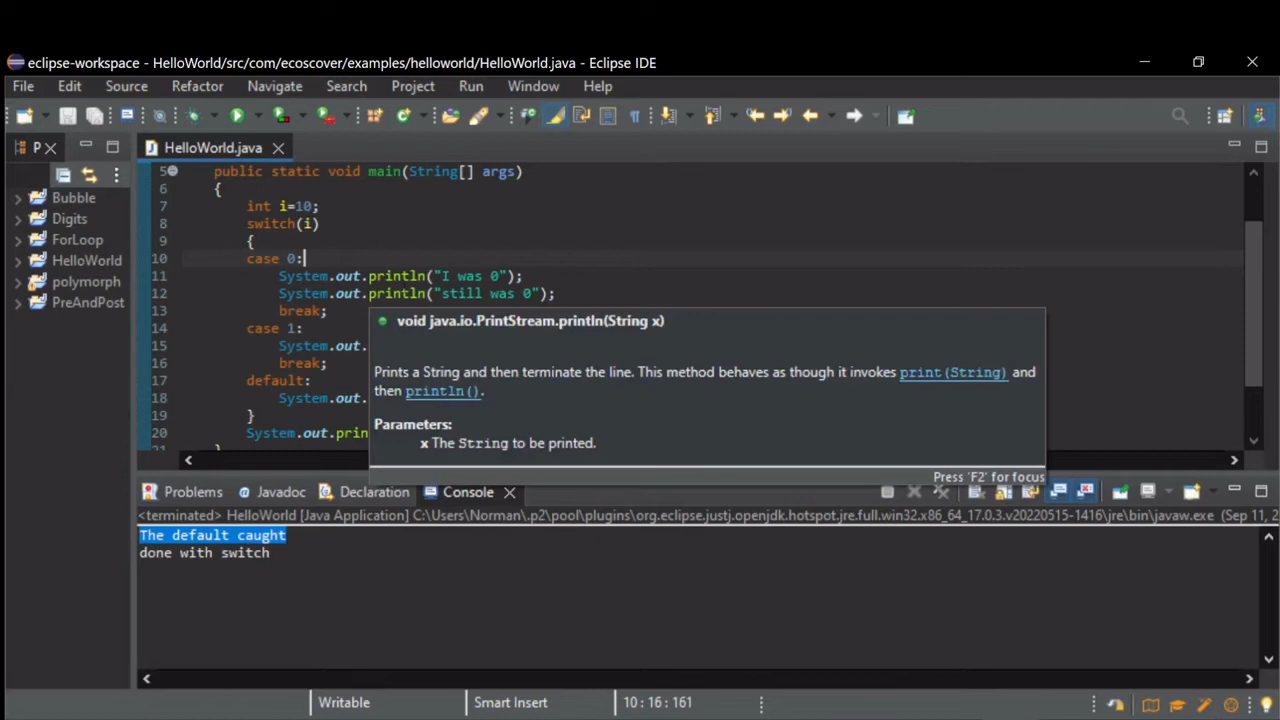 eclipse-workspace - HelloWorld/src/com/ecoscover/examples/helloworld/HelloWorld.java - Eclipse IDE
File Edit Source Refactor Navigate Search Project Run Window Help
P
HelloWorld.java
Bubble
Digits
ForLoop
HelloWorld
polymorph
PreAndPost
5 public static void main(String[] args)
6 {
7 int i=10;
8 switch(i)
9 {
10 case 0:
11 System.out.println("I was 0");
12 System.out.println("still was 0");
13 break;
14 case 1:
15 System.out.
16 break;
17 default:
18 System.out.
19 }
20 System.out.prin
21
void java.io.PrintStream.println(String x)
Prints a String and then terminate the line. This method behaves as though it invokes print(String) and
then println().
Parameters:
x The String to be printed.
Press 'F2' for focus
Problems @ Javadoc Declaration Console
<terminated> HelloWorld [Java Application] C:\Users\Norman\.p2\pool\plugins\org.eclipse.justj.openjdk.hotspot.jre.full.win32.x86_64_17.0.3.v20220515-1416\jre\bin\javaw.exe (Sep 11, 2
The default caught
done with switch
Writable Smart Insert 10 : 16 : 161